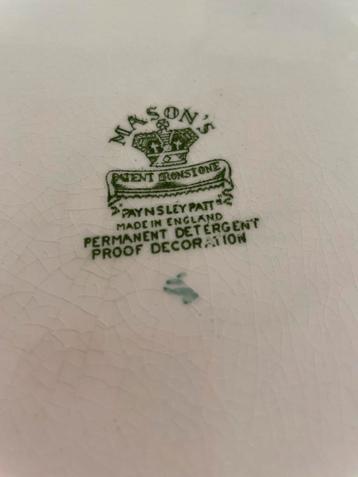 MASON'S
PATENT IRONSTONE
"PAYNSLEY PATT"
MADE IN ENGLAND
PERMANENT DETERGENT
PROOF DECORATION